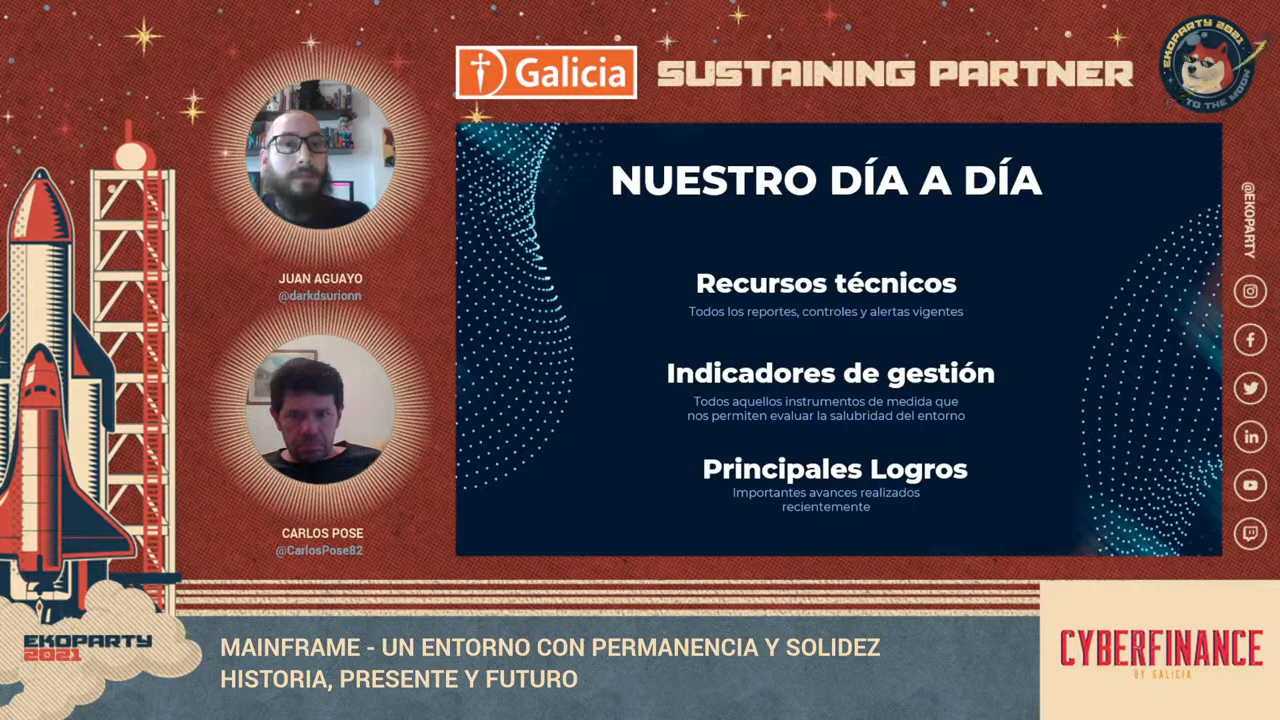 Galicia
SUSTAINING PARTNER
EKOPARTY 2021
TO THE MOON
@EKOPARTY
JUAN AGUAYO
@darkdsurionn
CARLOS POSE
@CarlosPose82
NUESTRO DÍA A DÍA
Recursos técnicos
Todos los reportes, controles y alertas vigentes
Indicadores de gestión
Todos aquellos instrumentos de medida que
nos permiten evaluar la salubridad del entorno
Principales Logros
Importantes avances realizados
recientemente
EKOPARTY
2021
MAINFRAME - UN ENTORNO CON PERMANENCIA Y SOLIDEZ
HISTORIA, PRESENTE Y FUTURO
CYBERFINANCE
BY GALICIA